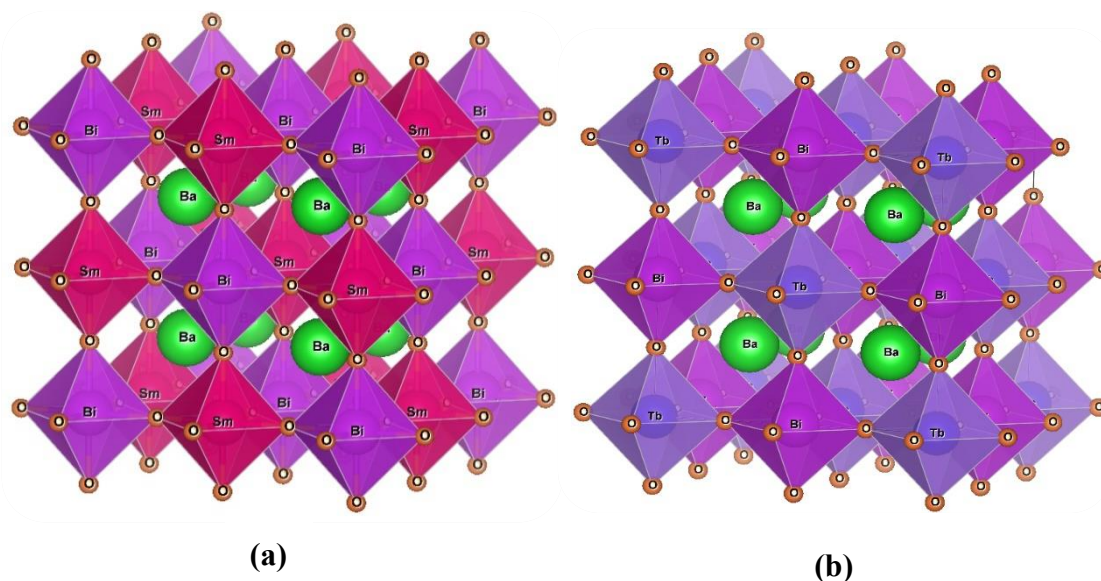 O
O O O
O O O O
Sm Bi Bi
O Bi O O Sm O O Bi O Sm O O
O O O O
Ba Ba
O O O O O
Bi Sm Bi
O Sm O O Bi O O Sm O Bi O O
O O O O
Ba Ba
O O O O
Sm Bi Sm
O Bi O O Sm O O Bi O Sm O O
O O O O O O
(a)
O
O O O O O O
O Tb O O Bi O O Tb O O
O O O O
Ba Ba
O O O
O Bi O O Tb O O Bi O O
O O O O
Ba Ba
O O O
O Tb O O Bi O O Tb O O
O O O O O O
(b)